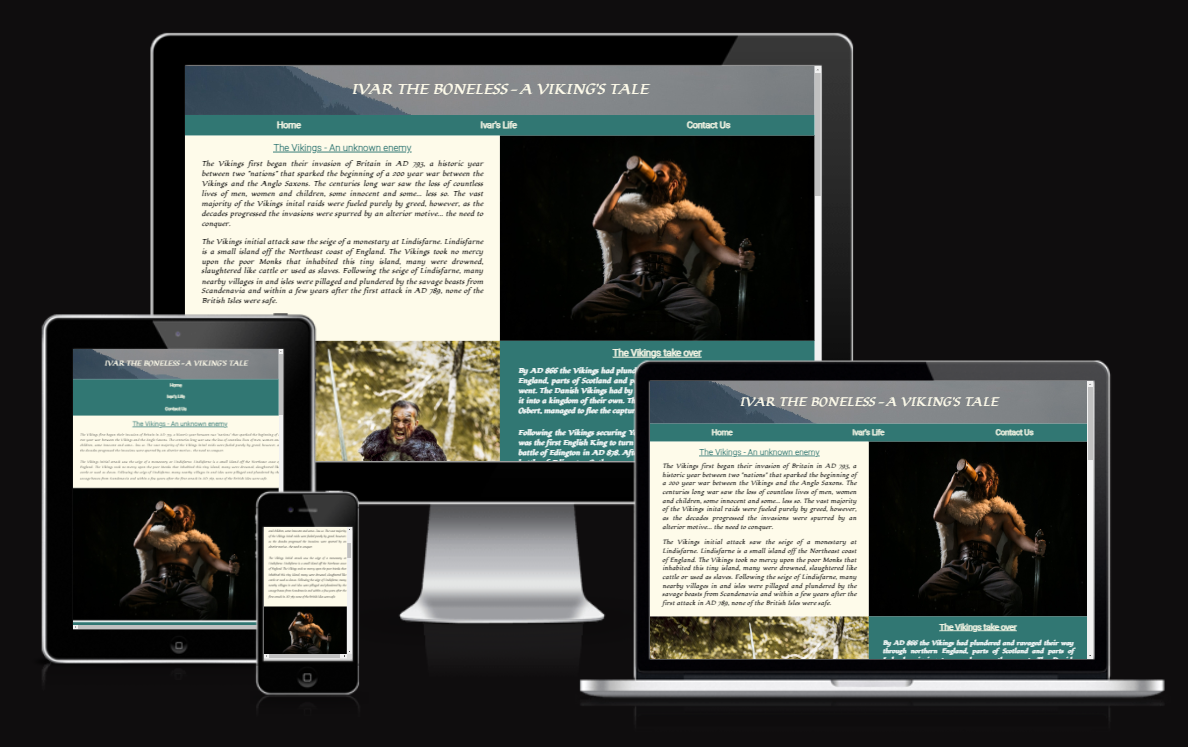 IVAR THE BONELESS - A VIKING'S TALE
Home Ivar's Life Contact Us
The Vikings - An unknown enemy
The Vikings first began their invasion of Britain in AD 793, a historic year
between two "nations" that sparked the beginning of a 200 year war between the
Vikings and the Anglo Saxons. The centuries long war saw the loss of countless
lives of men, women and children, some innocent and some... less so. The vast
majority of the Vikings inital raids were fueled purely by greed, however, as the
decades progressed the invasions were spurred by an alterior motive... the need to
conquer.
The Vikings initial attack saw the seige of a monestary at Lindisfarne. Lindisfarne
is a small island off the Northeast coast of England. The Vikings took no mercy
upon the poor Monks that inhabited this tiny island, many were drowned,
slaughtered like cattle or used as slaves. Following the seige of Lindisfarne, many
nearby villages in and isles were pillaged and plundered by the savage beasts from
Scandenavia and within a few years after the first attack in AD 789, none of the
British Isles were safe.
The Vikings take over
By AD 866 the Vikings had plund
England, parts of Scotland and p
went. The Danish Vikings had by
it into a kingdom of their own. Th
Osbert, managed to flee the captur
Following the Vikings securing Y
was the first English King to turn
battle of Edington in AD 878. Aft
IVAR THE BONELESS - A VIKING'S TALE
Home
Ivar's Life
Contact Us
The Vikings - An unknown enemy
IVAR THE BONELESS - A VIKING'S TALE
Home Ivar's Life Contact Us
The Vikings - An unknown enemy
The Vikings first began their invasion of Britain in AD 793, a
historic year between two "nations" that sparked the beginning of
a 200 year war between the Vikings and the Anglo Saxons. The
centuries long war saw the loss of countless lives of men, women
and children, some innocent and some... less so. The vast majority
of the Vikings inital raids were fueled purely by greed, however,
as the decades progressed the invasions were spurred by an
alterior motive... the need to conquer.
The Vikings initial attack saw the seige of a monestary at
Lindisfarne. Lindisfarne is a small island off the Northeast coast
of England. The Vikings took no mercy upon the poor Monks that
inhabited this tiny island, many were drowned, slaughtered like
cattle or used as slaves. Following the seige of Lindisfarne, many
nearby villages in and isles were pillaged and plundered by the
savage beasts from Scandenavia and within a few years after the
first attack in AD 789, none of the British Isles were safe.
The Vikings take over
By AD 866 the Vikings had plundered and ravaged their way
through northern England, parts of Scotland and parts of